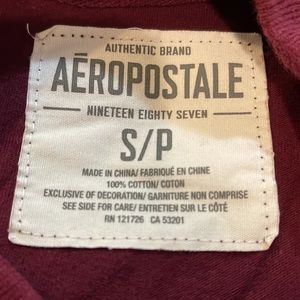 AUTHENTIC BRAND
AÉROPOSTALE
NINETEEN EIGHTY SEVEN
S/P
MADE IN CHINA/ FABRIQUÉ EN CHINE
100% COTTON/ COTON
EXCLUSIVE OF DECORATION/ GARNITURE NON COMPRISE
SEE SIDE FOR CARE/ ENTRETIEN SUR LE CÔTÉ
RN 121726 CA 53201